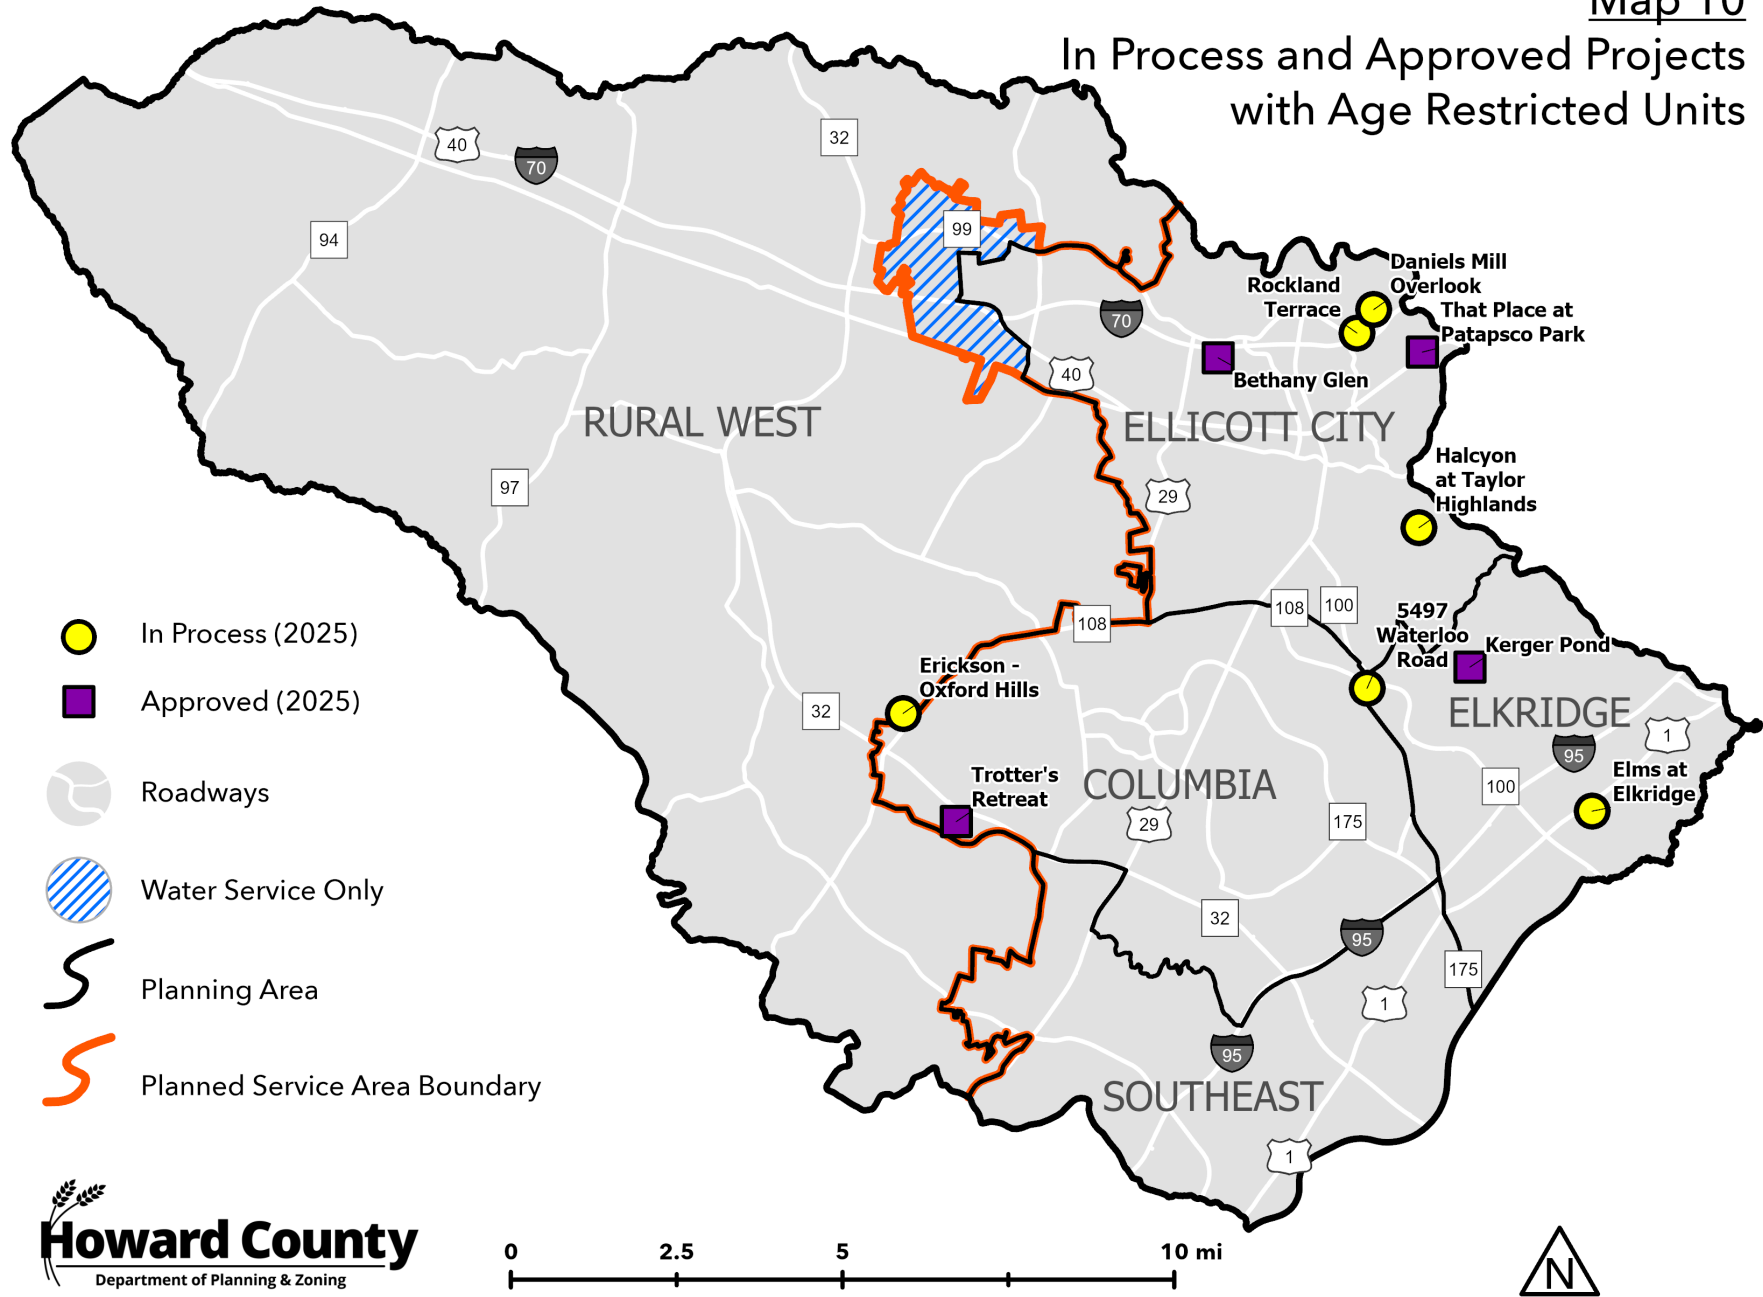 Map 10
In Process and Approved Projects
with Age Restricted Units
32
40
70
94
99
Daniels Mill
Overlook
Rockland
Terrace
That Place at
Patapsco Park
70
Bethany Glen
40
RURAL WEST
ELLICOTT CITY
Halcyon
at Taylor
Highlands
97
29
108
108
100
5497
Waterloo
Road
Kerger Pond
Erickson -
Oxford Hills
32
ELKRIDGE
1
95
Trotter's
Retreat
COLUMBIA
29
175
100
Elms at
Elkridge
32
95
175
1
95
SOUTHEAST
1
In Process (2025)
Approved (2025)
Roadways
Water Service Only
Planning Area
Planned Service Area Boundary
Howard County
Department of Planning & Zoning
0 2.5 5 10 mi
N